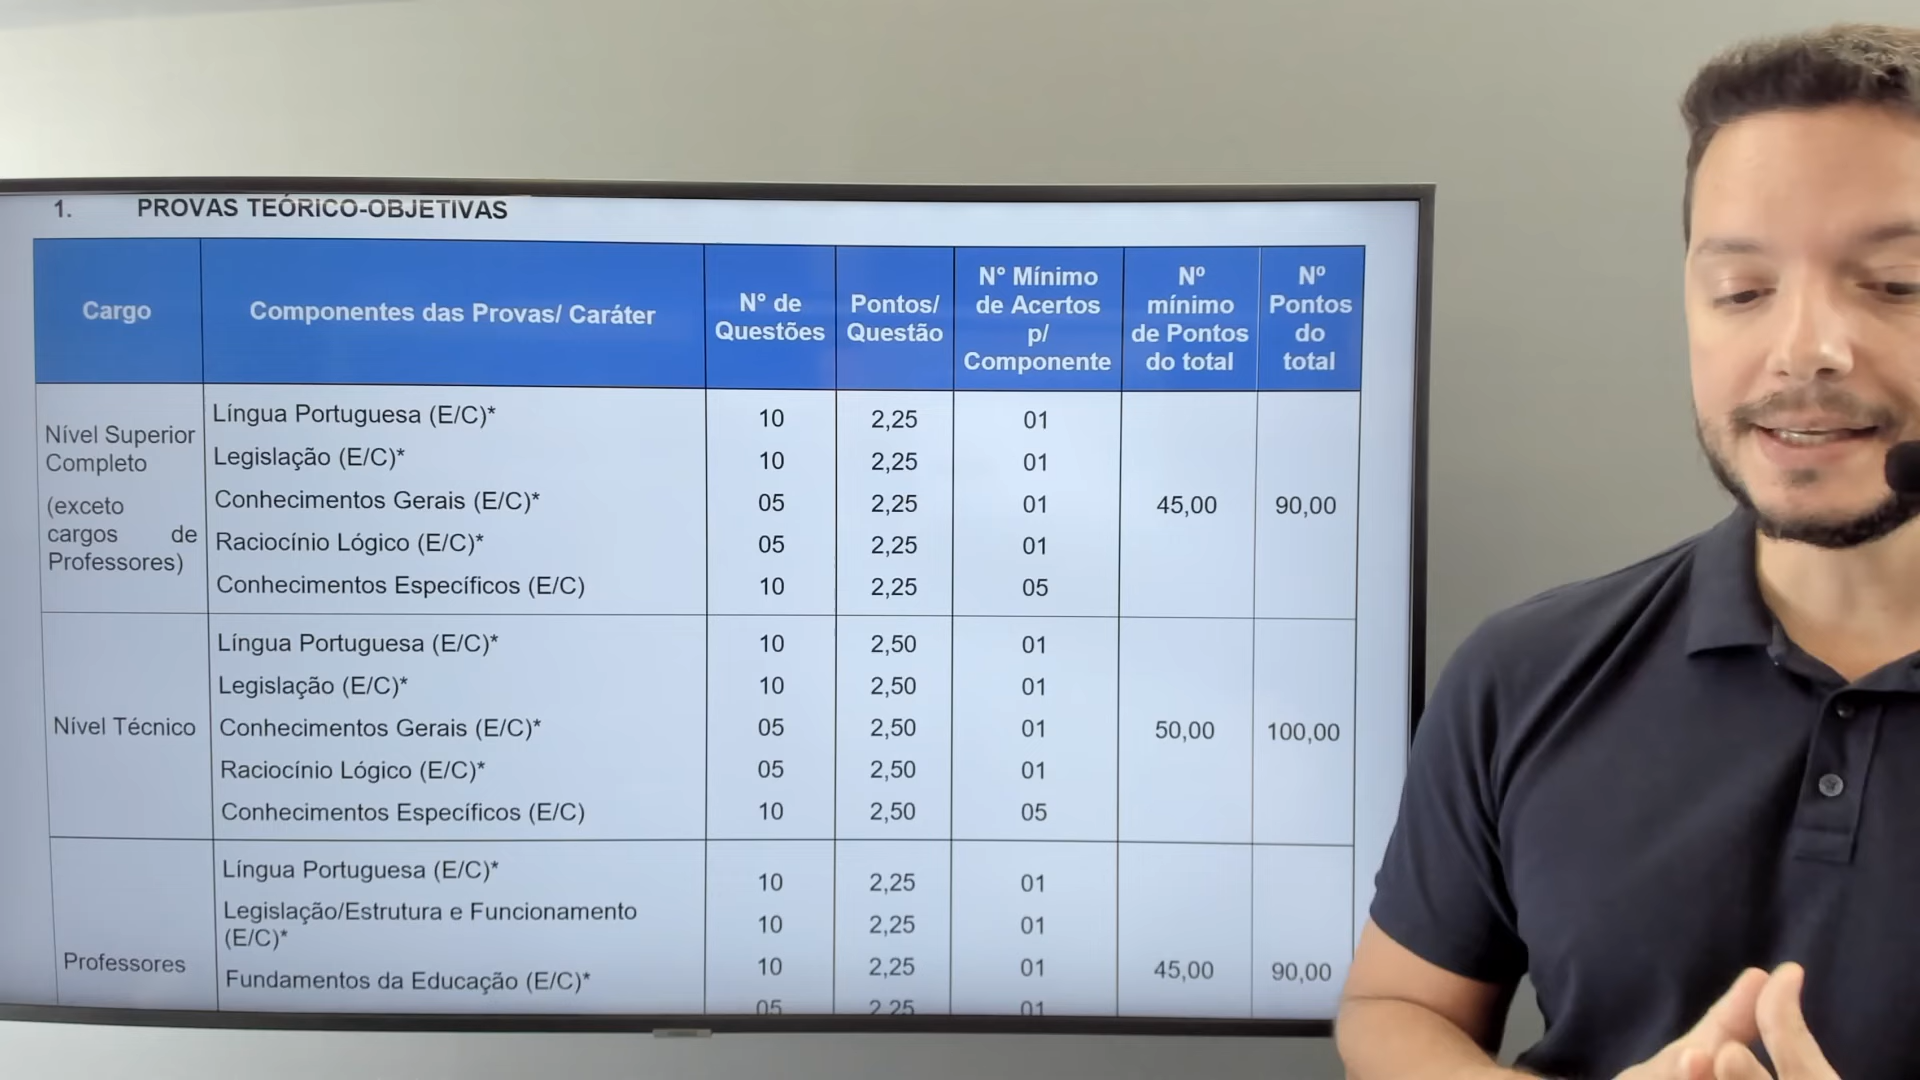 1. PROVAS TEÓRICO-OBJETIVAS
Cargo
Componentes das Provas/ Caráter
N° de
Questões
Pontos/
Questão
N° Mínimo
de Acertos
p/
Componente
Nº
mínimo
de Pontos
do total
Nº
Pontos
do
total
Nível Superior
Completo
(exceto
cargos de
Professores)
Língua Portuguesa (E/C)* 10 2,25 01
Legislação (E/C)* 10 2,25 01
Conhecimentos Gerais (E/C)* 05 2,25 01
Raciocínio Lógico (E/C)* 05 2,25 01
Conhecimentos Específicos (E/C) 10 2,25 05
45,00 90,00
Nível Técnico
Língua Portuguesa (E/C)* 10 2,50 01
Legislação (E/C)* 10 2,50 01
Conhecimentos Gerais (E/C)* 05 2,50 01
Raciocínio Lógico (E/C)* 05 2,50 01
Conhecimentos Específicos (E/C) 10 2,50 05
50,00 100,00
Professores
Língua Portuguesa (E/C)* 10 2,25 01
Legislação/Estrutura e Funcionamento
(E/C)* 10 2,25 01
Fundamentos da Educação (E/C)* 10 2,25 01
05 2,25 01
45,00 90,00